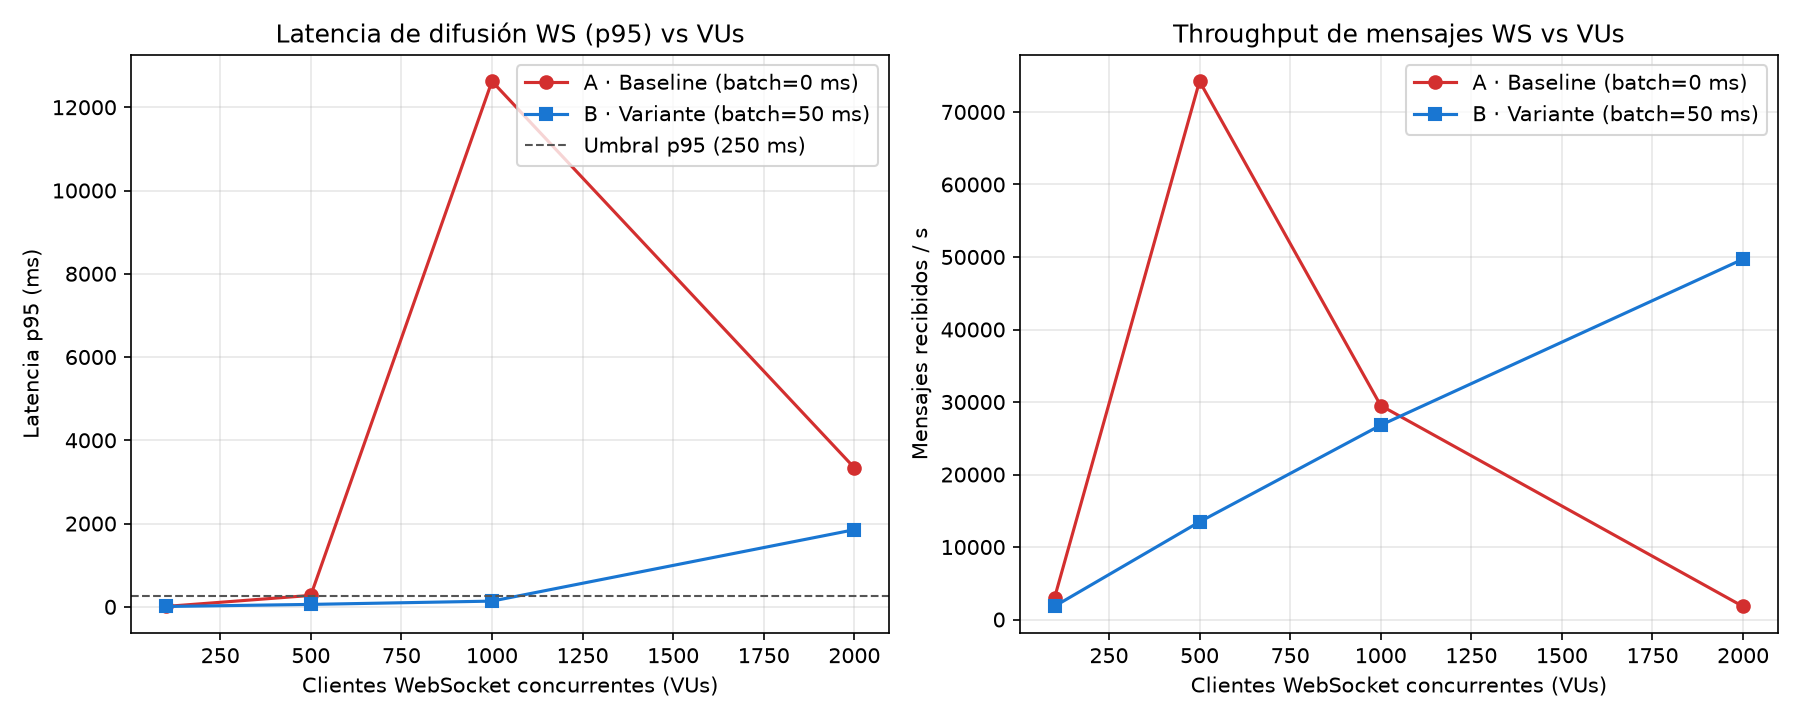 Latencia de difusión WS (p95) vs VUs
A · Baseline (batch=0 ms)
B · Variante (batch=50 ms)
Umbral p95 (250 ms)
Latencia p95 (ms)
12000
10000
8000
6000
4000
2000
0
250 500 750 1000 1250 1500 1750 2000
Clientes WebSocket concurrentes (VUs)
Throughput de mensajes WS vs VUs
A · Baseline (batch=0 ms)
B · Variante (batch=50 ms)
Mensajes recibidos / s
70000
60000
50000
40000
30000
20000
10000
0
250 500 750 1000 1250 1500 1750 2000
Clientes WebSocket concurrentes (VUs)